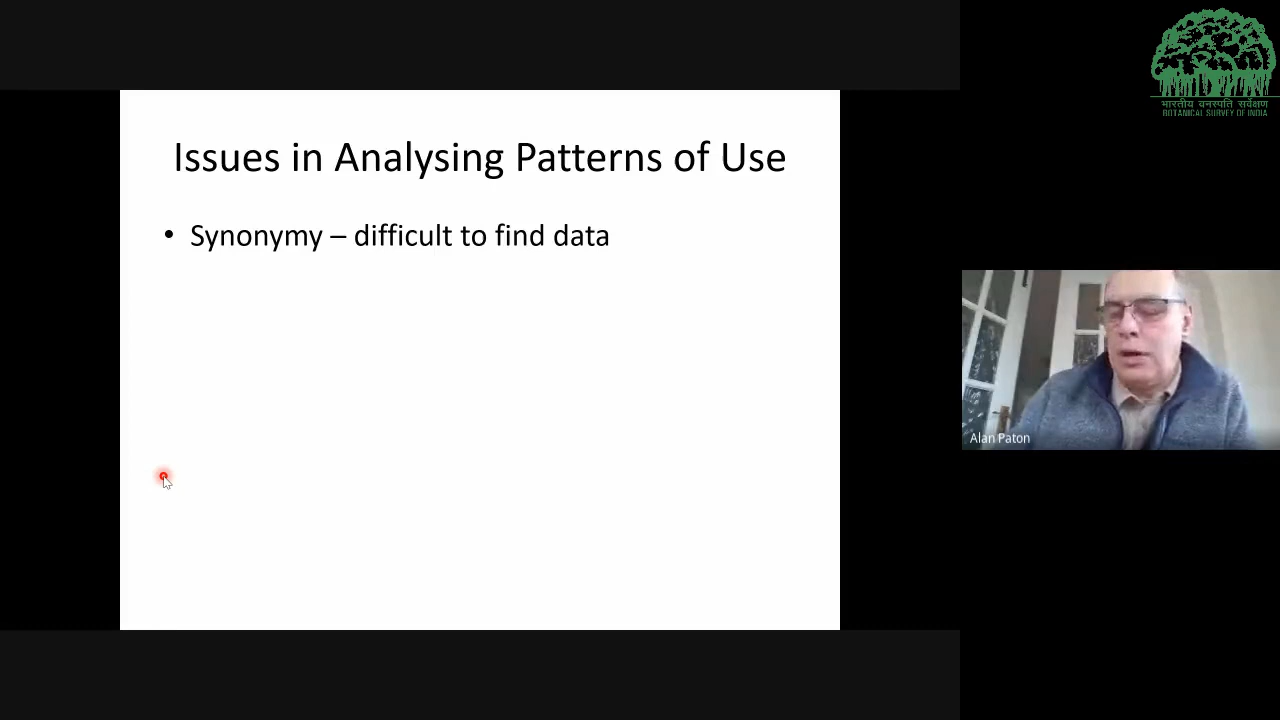 Issues in Analysing Patterns of Use
• Synonymy – difficult to find data
भारतीय वनस्पति सर्वेक्षण
BOTANICAL SURVEY OF INDIA
Alan Paton